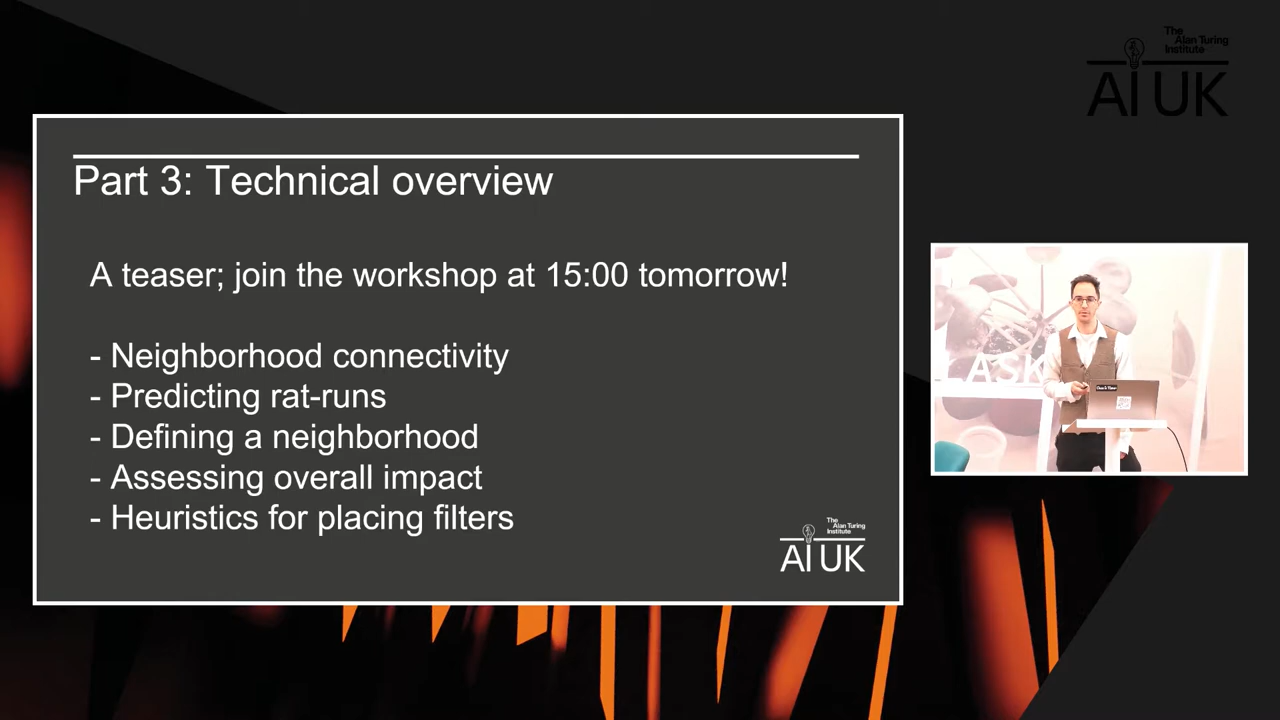 The
Alan Turing
Institute
AI UK
Part 3: Technical overview
A teaser; join the workshop at 15:00 tomorrow!
- Neighborhood connectivity
- Predicting rat-runs
- Defining a neighborhood
- Assessing overall impact
- Heuristics for placing filters
The
Alan Turing
Institute
AI UK
ASK